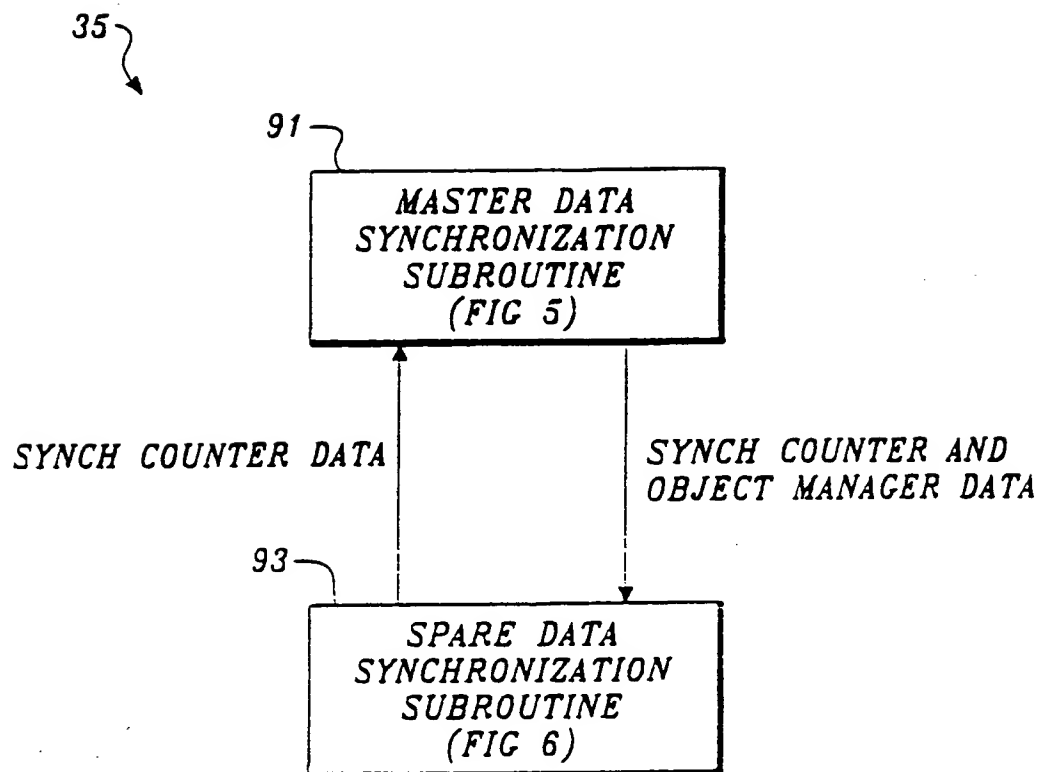 35
91
MASTER DATA
SYNCHRONIZATION
SUBROUTINE
(FIG 5)
SYNCH COUNTER DATA
SYNCH COUNTER AND
OBJECT MANAGER DATA
93
SPARE DATA
SYNCHRONIZATION
SUBROUTINE
(FIG 6)